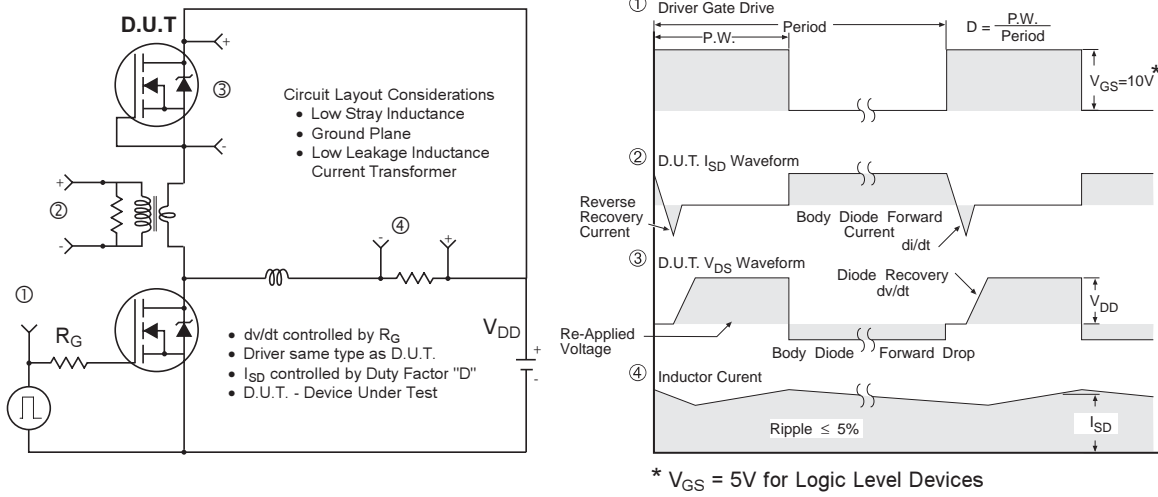 D.U.T
+
③
-
Circuit Layout Considerations
• Low Stray Inductance
• Ground Plane
• Low Leakage Inductance
Current Transformer
+
②
-
④
-
+
①
R_G
• dv/dt controlled by R_G
• Driver same type as D.U.T.
• I_SD controlled by Duty Factor "D"
• D.U.T. - Device Under Test
V_DD
+
-
① Driver Gate Drive
Period
P.W.
D = P.W. / Period
V_GS=10V *
② D.U.T. I_SD Waveform
Reverse
Recovery
Current
Body Diode Forward
Current
di/dt
③ D.U.T. V_DS Waveform
Diode Recovery
dv/dt
V_DD
Re-Applied
Voltage
Body Diode Forward Drop
④ Inductor Curent
Ripple ≤ 5%
I_SD
* V_GS = 5V for Logic Level Devices